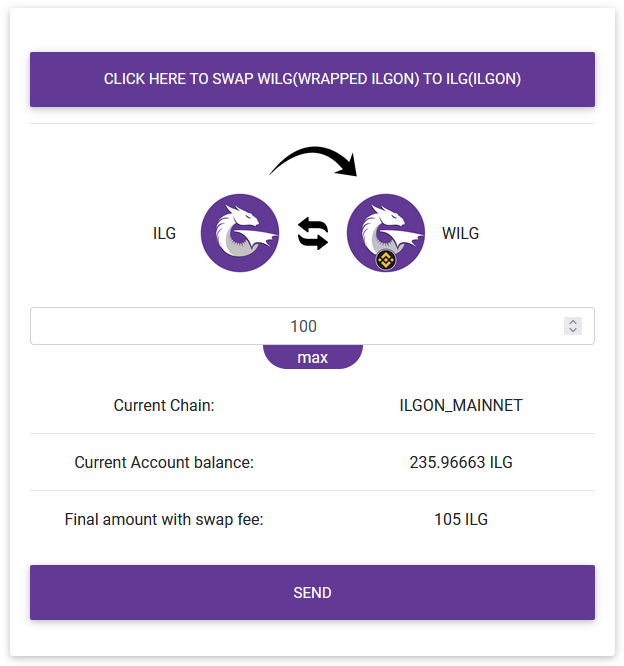 CLICK HERE TO SWAP WILG(WRAPPED ILGON) TO ILG(ILGON)
ILG
WILG
100
max
Current Chain: ILGON_MAINNET
Current Account balance: 235.96663 ILG
Final amount with swap fee: 105 ILG
SEND